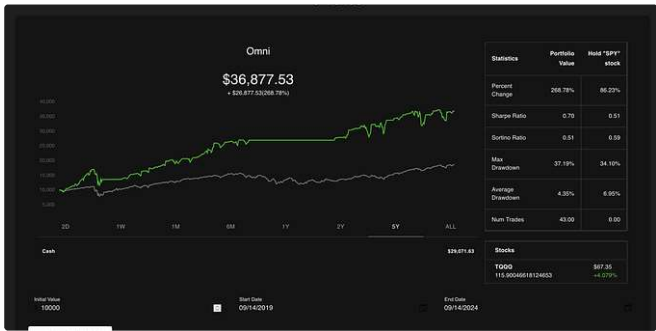 Omni
$36,877.53
+ $26,877.53(268.78%)
40,000
35,000
30,000
25,000
20,000
15,000
10,000
5,000
2D 1W 1M 6M 1Y 2Y 5Y ALL
Cash $29,071.63
Statistics Portfolio Value Hold "SPY" stock
Percent Change 268.78% 86.23%
Sharpe Ratio 0.70 0.51
Sortino Ratio 0.51 0.59
Max Drawdown 37.19% 34.10%
Average Drawdown 4.35% 6.95%
Num Trades 43.00 0.00
Stocks
TQQQ $67.35
115.90046618124653 +4.079%
Initial Value Start Date End Date
10000 09/14/2019 09/14/2024